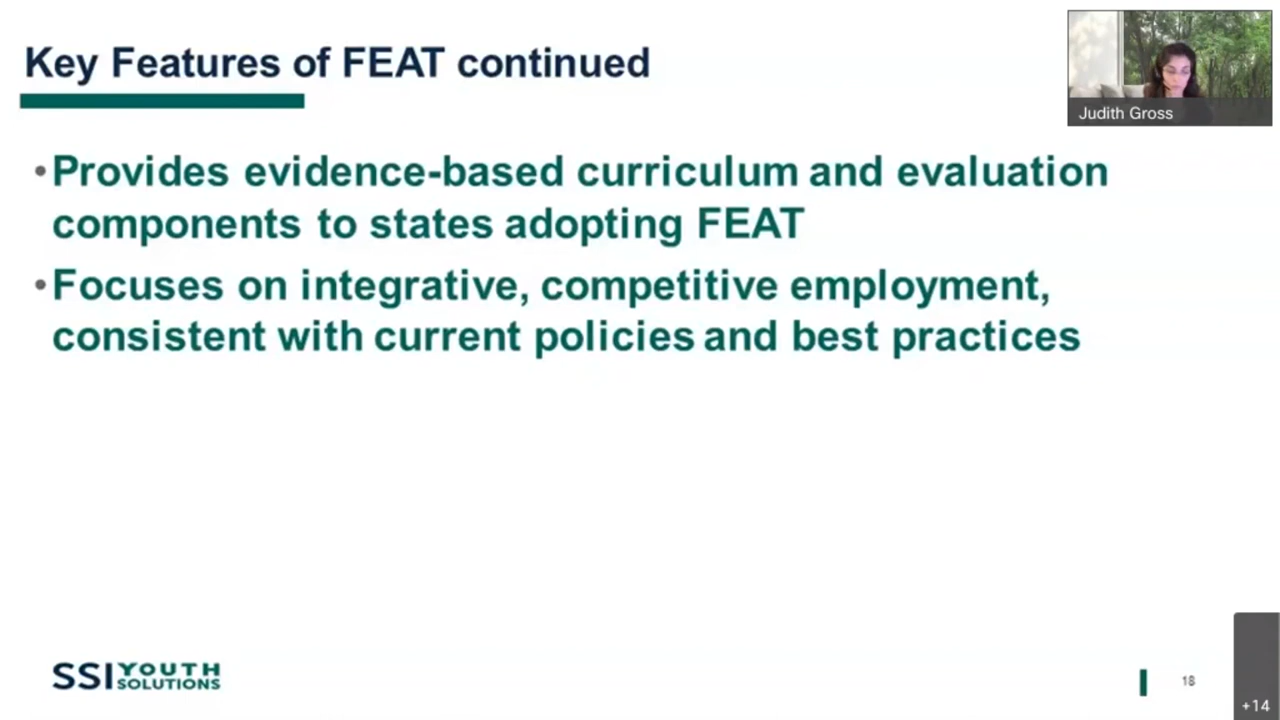 Key Features of FEAT continued
Judith Gross
•Provides evidence-based curriculum and evaluation
components to states adopting FEAT
•Focuses on integrative, competitive employment,
consistent with current policies and best practices
SSI YOUTH
SOLUTIONS
18
+14